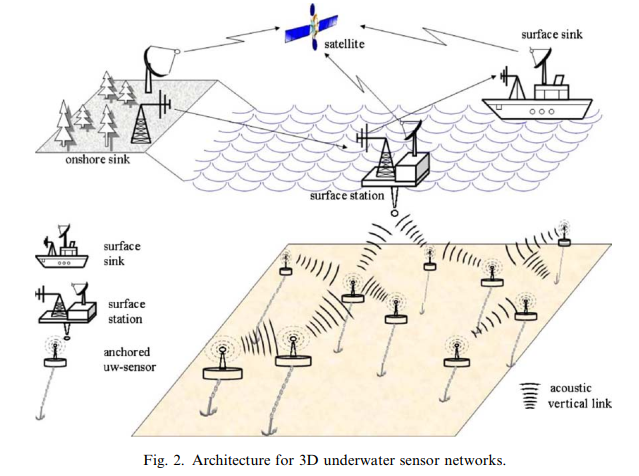 satellite
surface sink
onshore sink
surface station
surface
sink
surface
station
anchored
uw-sensor
acoustic
vertical link
Fig. 2. Architecture for 3D underwater sensor networks.